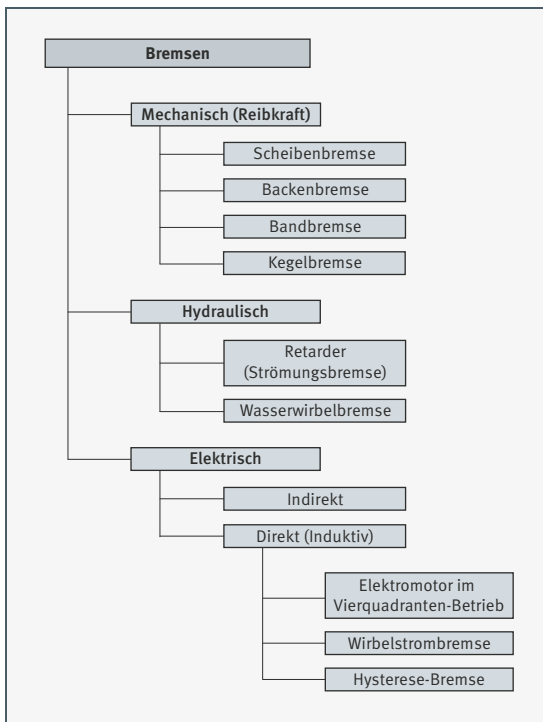 Bremsen
Mechanisch (Reibkraft)
Scheibenbremse
Backenbremse
Bandbremse
Kegelbremse
Hydraulisch
Retarder
(Strömungsbremse)
Wasserwirbelbremse
Elektrisch
Indirekt
Direkt (Induktiv)
Elektromotor im
Vierquadranten-Betrieb
Wirbelstrombremse
Hysterese-Bremse